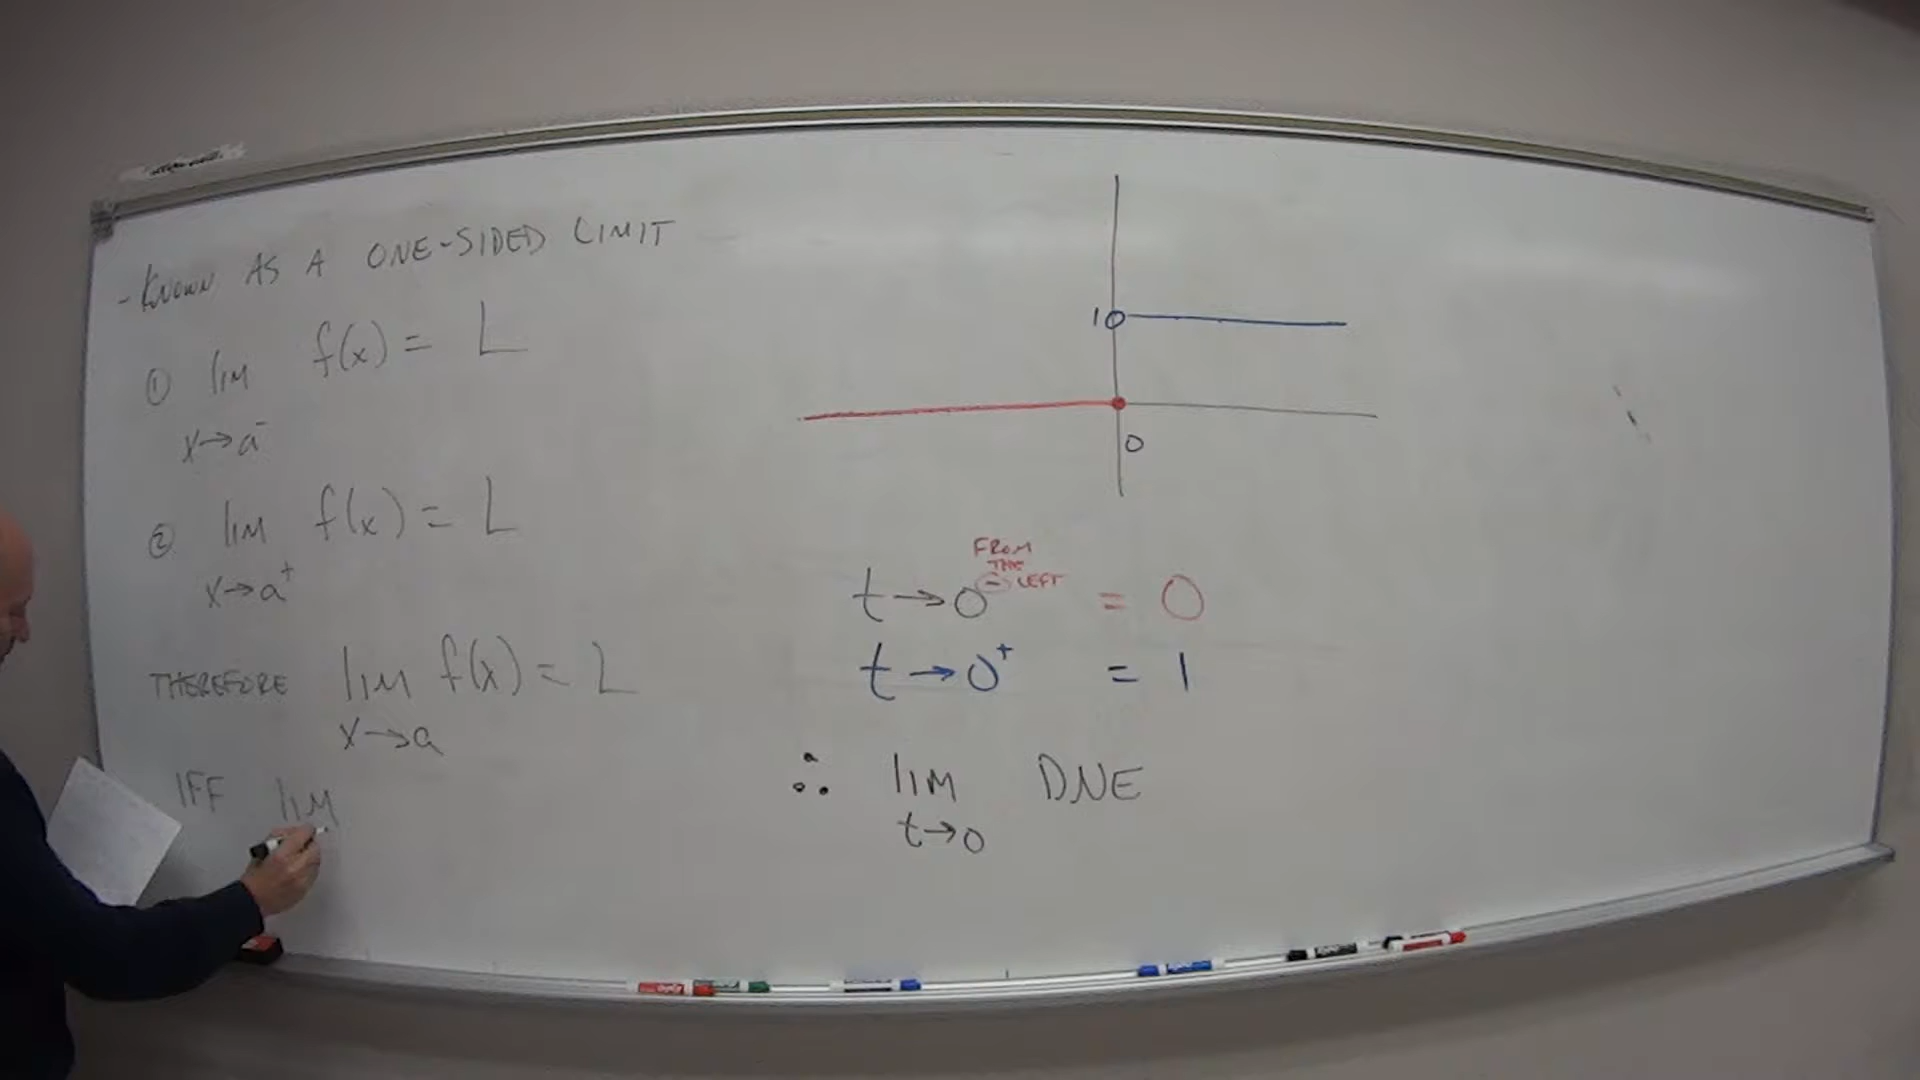 - KNOWN AS A ONE-SIDED LIMIT
① lim f(x) = L
x→a⁻
② lim f(x) = L
x→a⁺
THEREFORE lim f(x) = L
x→a
IFF lim
1
0
FROM
THE
LEFT
t→0⁻ = 0
t→0⁺ = 1
∴ lim DNE
t→0